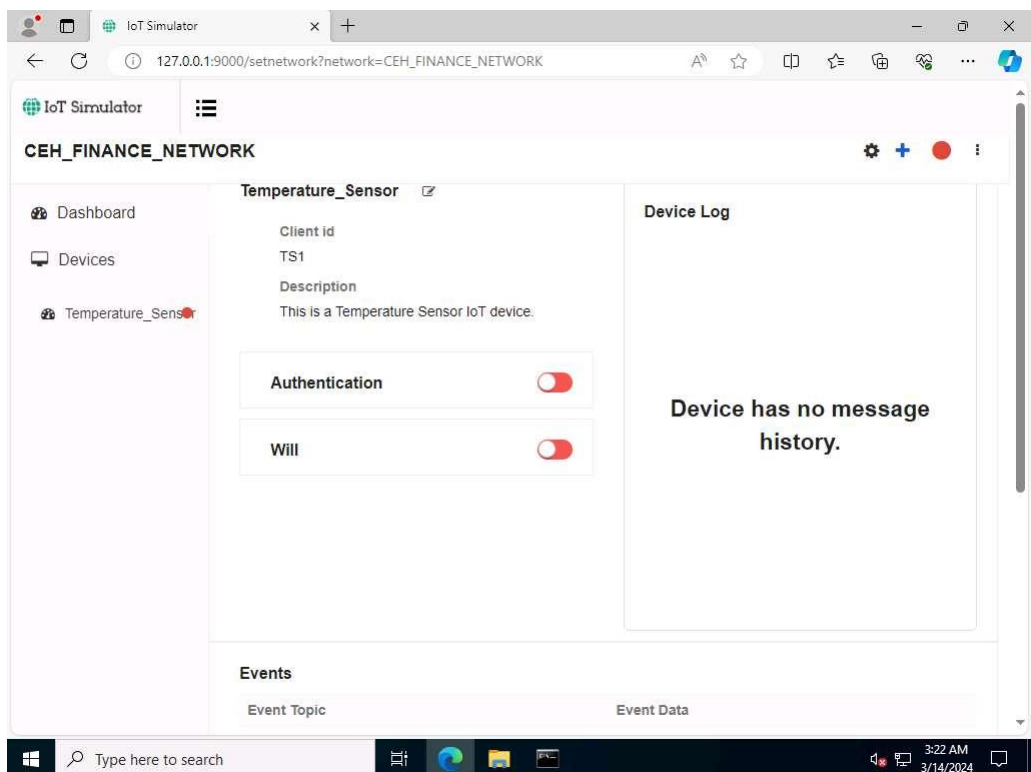 IoT Simulator
127.0.0.1:9000/setnetwork?network=CEH_FINANCE_NETWORK
IoT Simulator
CEH_FINANCE_NETWORK
Dashboard
Devices
Temperature_Sensor
Temperature_Sensor
Client id
TS1
Description
This is a Temperature Sensor IoT device.
Authentication
Will
Device Log
Device has no message
history.
Events
Event Topic Event Data
Type here to search
3:22 AM
3/14/2024